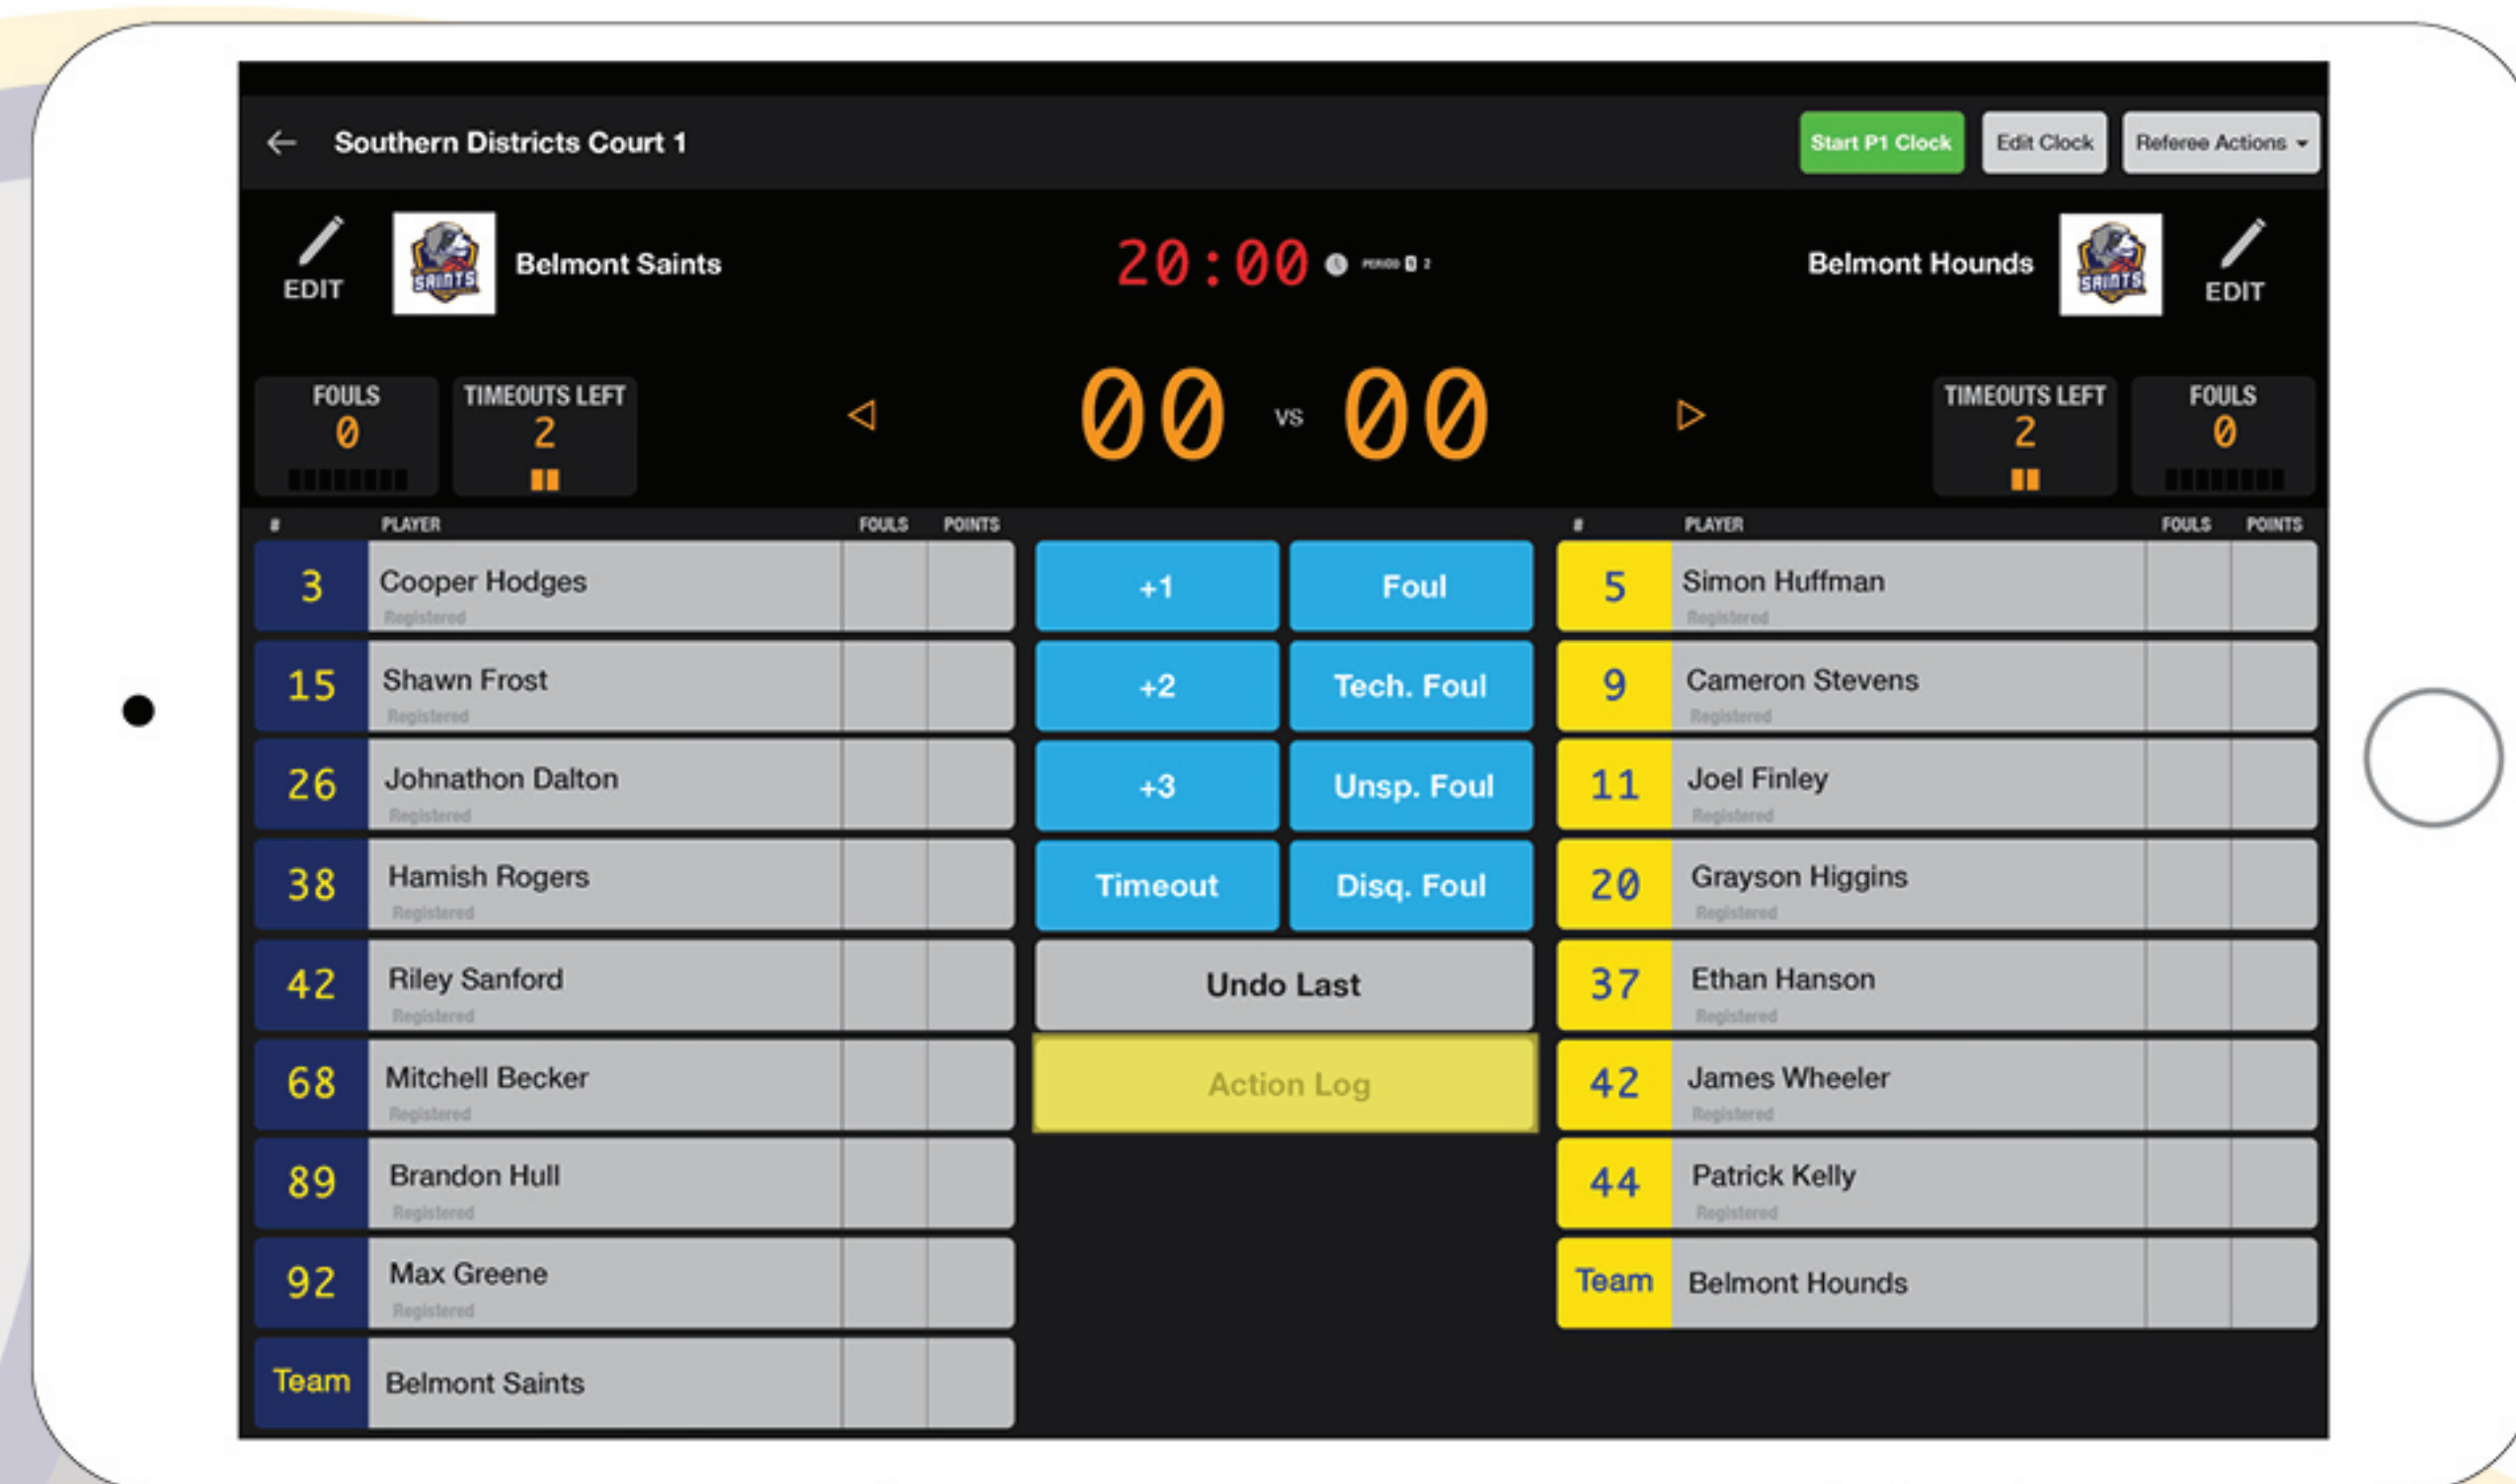 Southern Districts Court 1
Start P1 Clock
Edit Clock
Referee Actions
EDIT
SAINTS
Belmont Saints
20:00
PERIOD 1 2
Belmont Hounds
SAINTS
EDIT
FOULS
0
TIMEOUTS LEFT
2
00 vs 00
TIMEOUTS LEFT
2
FOULS
0
# PLAYER FOULS POINTS
3 Cooper Hodges
Registered
15 Shawn Frost
Registered
26 Johnathon Dalton
Registered
38 Hamish Rogers
Registered
42 Riley Sanford
Registered
68 Mitchell Becker
Registered
89 Brandon Hull
Registered
92 Max Greene
Registered
Team Belmont Saints
+1 Foul
+2 Tech. Foul
+3 Unsp. Foul
Timeout Disq. Foul
Undo Last
Action Log
# PLAYER FOULS POINTS
5 Simon Huffman
Registered
9 Cameron Stevens
Registered
11 Joel Finley
Registered
20 Grayson Higgins
Registered
37 Ethan Hanson
Registered
42 James Wheeler
Registered
44 Patrick Kelly
Registered
Team Belmont Hounds